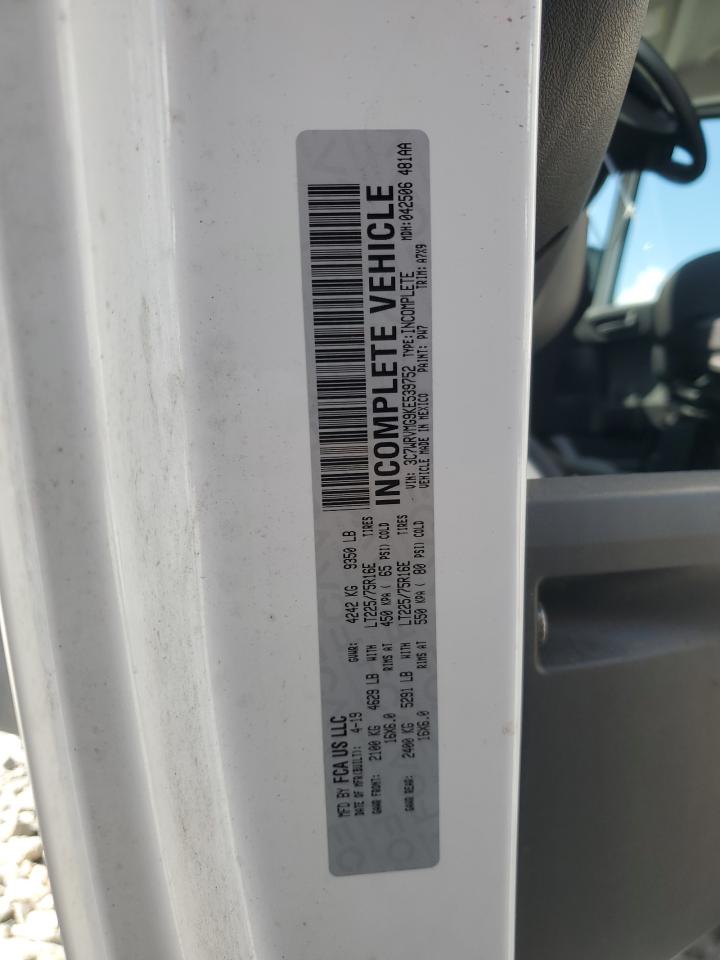 MFD BY FCA US LLC
DATE OF MFR(BUILT): 4-19 GVWR: 4242 KG 9350 LB
GAWR FRONT: 2100 KG 4629 LB WITH LT225/75R16E TIRES
16X6.0 RIMS AT 450 KPA ( 65 PSI) COLD
GAWR REAR: 2400 KG 5291 LB WITH LT225/75R16E TIRES
16X6.0 RIMS AT 550 KPA ( 80 PSI) COLD
INCOMPLETE VEHICLE
VIN: 3C7WRVMG9KE539752 TYPE:INCOMPLETE MDH:042506 481AA
VEHICLE MADE IN MEXICO PAINT: PW7 TRIM: A7X9